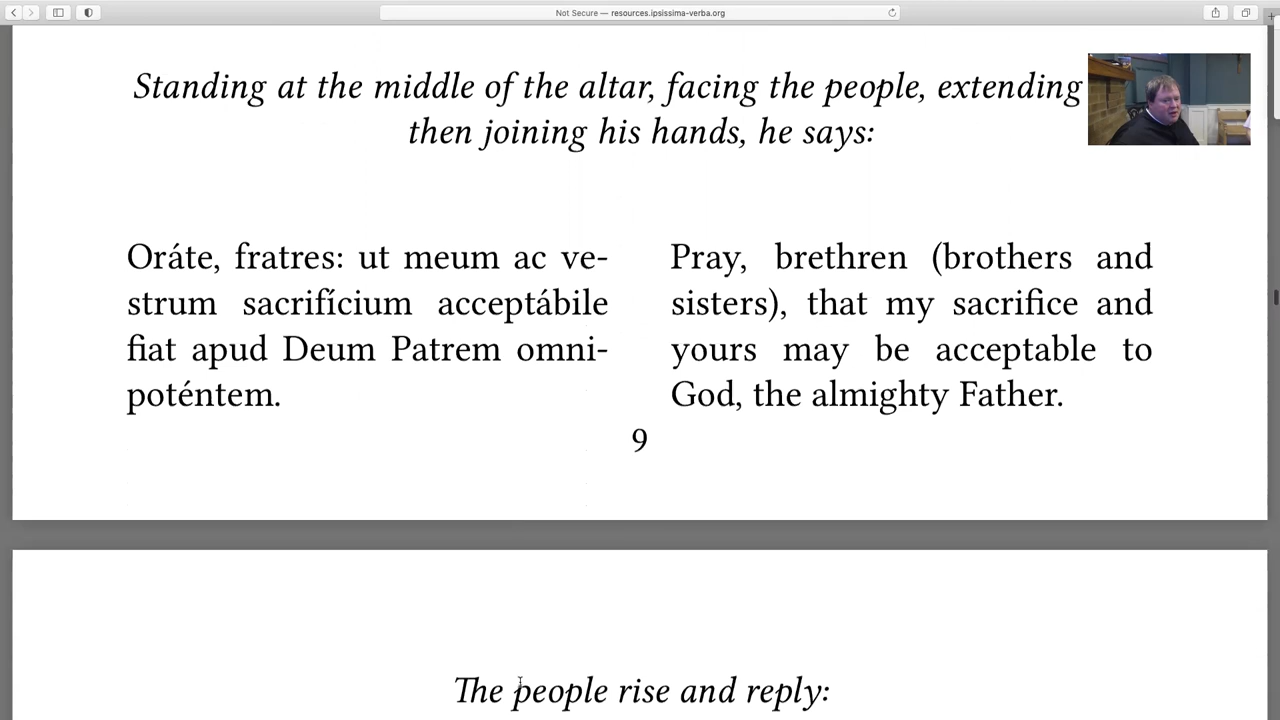 Not Secure — resources.ipsissima-verba.org
Standing at the middle of the altar, facing the people, extending
then joining his hands, he says:
Oráte, fratres: ut meum ac ve-
strum sacrifícium acceptábile
fiat apud Deum Patrem omni-
poténtem.
Pray, brethren (brothers and
sisters), that my sacrifice and
yours may be acceptable to
God, the almighty Father.
9
The people rise and reply: